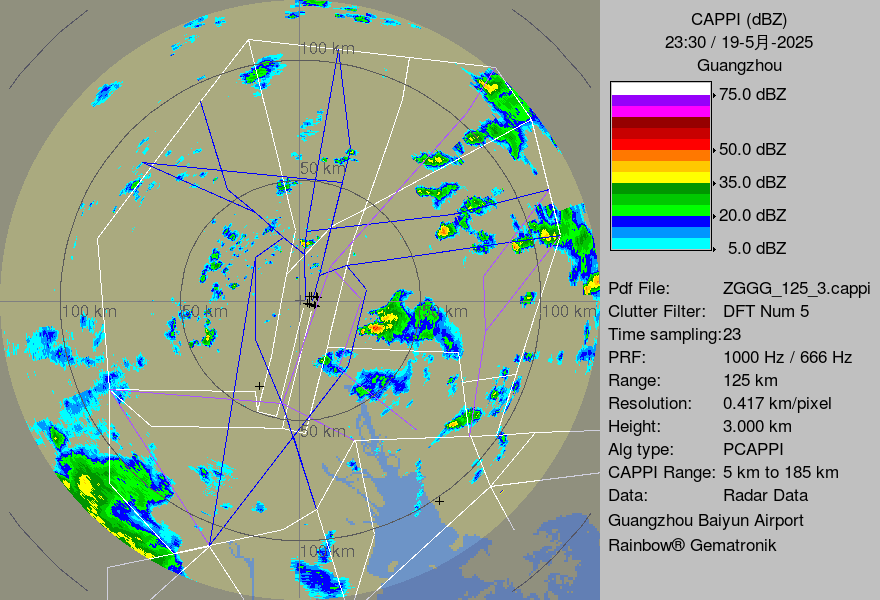 CAPPI (dBZ)
23:30 / 19-5月-2025
Guangzhou
75.0 dBZ
50.0 dBZ
35.0 dBZ
20.0 dBZ
5.0 dBZ
Pdf File: ZGGG_125_3.cappi
Clutter Filter: DFT Num 5
Time sampling:23
PRF: 1000 Hz / 666 Hz
Range: 125 km
Resolution: 0.417 km/pixel
Height: 3.000 km
Alg type: PCAPPI
CAPPI Range: 5 km to 185 km
Data: Radar Data
Guangzhou Baiyun Airport
Rainbow® Gematronik
100 km
50 km
100 km 50 km km 100 km
50 km
100 km